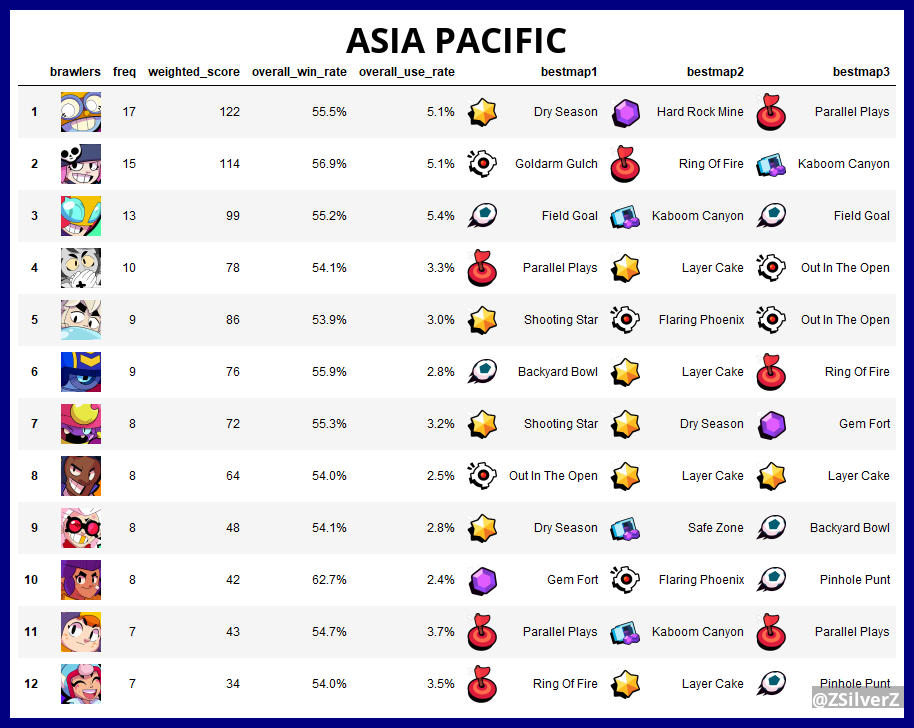 ASIA PACIFIC
brawlers freq weighted_score overall_win_rate overall_use_rate bestmap1 bestmap2 bestmap3
1 17 122 55.5% 5.1% Dry Season Hard Rock Mine Parallel Plays
2 15 114 56.9% 5.1% Goldarm Gulch Ring Of Fire Kaboom Canyon
3 13 99 55.2% 5.4% Field Goal Kaboom Canyon Field Goal
4 10 78 54.1% 3.3% Parallel Plays Layer Cake Out In The Open
5 9 86 53.9% 3.0% Shooting Star Flaring Phoenix Out In The Open
6 9 76 55.9% 2.8% Backyard Bowl Layer Cake Ring Of Fire
7 8 72 55.3% 3.2% Shooting Star Dry Season Gem Fort
8 8 64 54.0% 2.5% Out In The Open Layer Cake Layer Cake
9 8 48 54.1% 2.8% Dry Season Safe Zone Backyard Bowl
10 8 42 62.7% 2.4% Gem Fort Flaring Phoenix Pinhole Punt
11 7 43 54.7% 3.7% Parallel Plays Kaboom Canyon Parallel Plays
12 7 34 54.0% 3.5% Ring Of Fire Layer Cake Pinhole Punt
@ZSilverZ